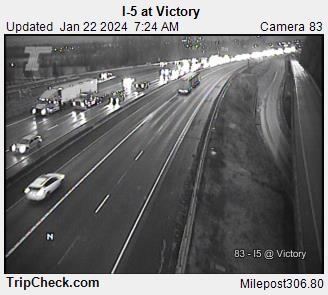 I-5 at Victory
Updated Jan 22 2024 7:24 AM Camera 83
T
N
83 - I5 @ Victory
TripCheck.com Milepost306.80